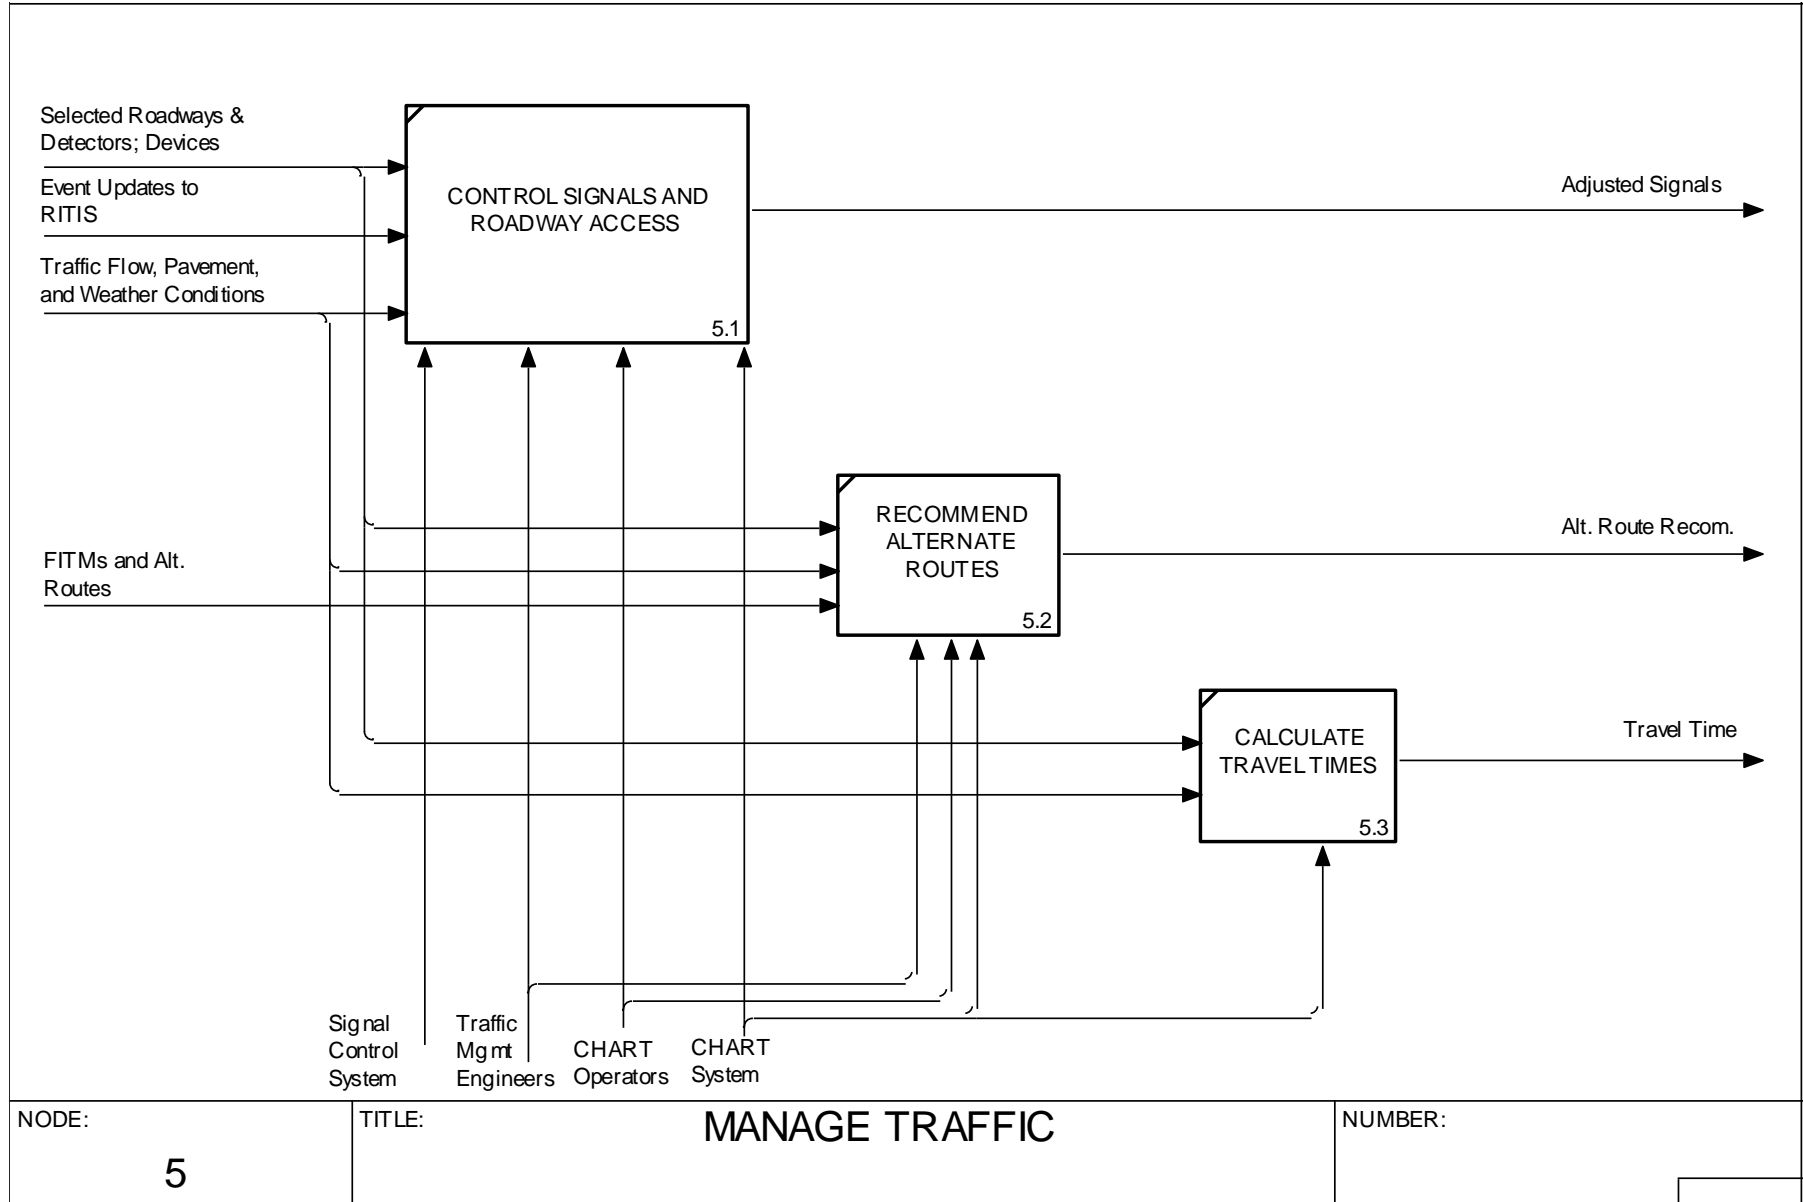 Selected Roadways &
Detectors; Devices
Event Updates to
RITIS
Traffic Flow, Pavement,
and Weather Conditions
CONTROL SIGNALS AND
ROADWAY ACCESS
5.1
Adjusted Signals
FITMs and Alt.
Routes
RECOMMEND
ALTERNATE
ROUTES
5.2
Alt. Route Recom.
CALCULATE
TRAVEL TIMES
5.3
Travel Time
Signal
Control
System
Traffic
Mgmt
Engineers
CHART
Operators
CHART
System
NODE:
5
TITLE:
MANAGE TRAFFIC
NUMBER: